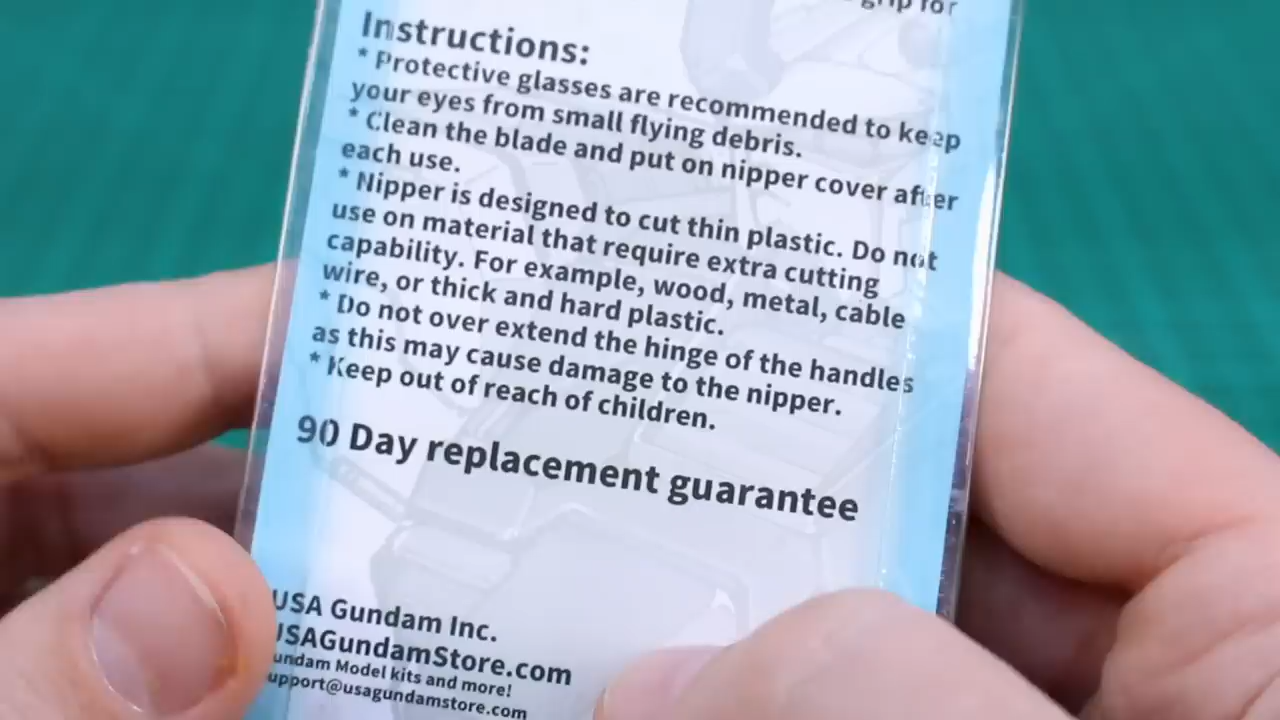 grip for
Instructions:
* Protective glasses are recommended to keep
your eyes from small flying debris.
* Clean the blade and put on nipper cover after
each use.
* Nipper is designed to cut thin plastic. Do not
use on material that require extra cutting
capability. For example, wood, metal, cable
wire, or thick and hard plastic.
* Do not over extend the hinge of the handles
as this may cause damage to the nipper.
* Keep out of reach of children.
90 Day replacement guarantee
USA Gundam Inc.
USAGundamStore.com
undam Model kits and more!
upport@usagundamstore.com